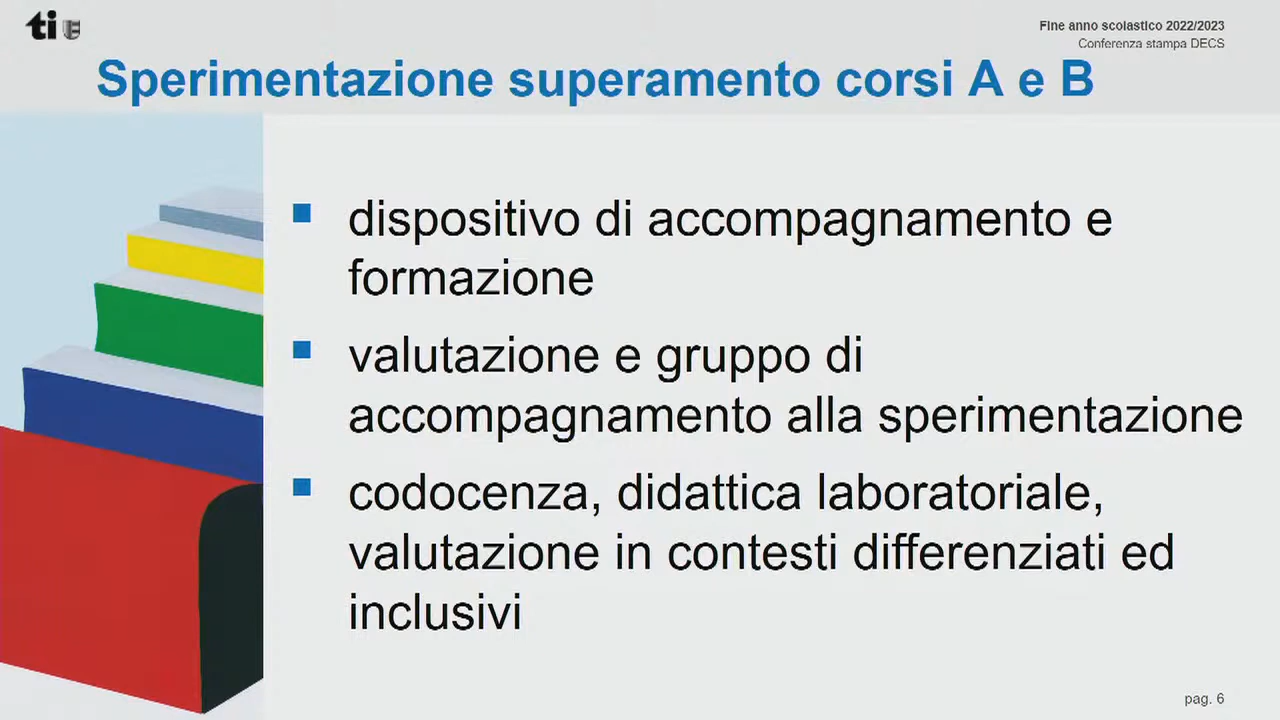 ti
Fine anno scolastico 2022/2023
Conferenza stampa DECS
Sperimentazione superamento corsi A e B
dispositivo di accompagnamento e
formazione
valutazione e gruppo di
accompagnamento alla sperimentazione
codocenza, didattica laboratoriale,
valutazione in contesti differenziati ed
inclusivi
pag. 6